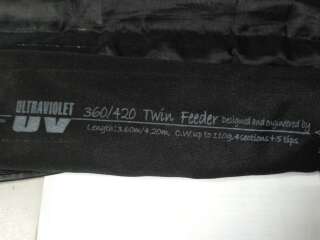 ULTRAVIOLET
UV
360/420 Twin Feeder Designed and engineered by
Length: 3.60m/4.20m, C.W. up to 110g, 4 sections + 5 tips